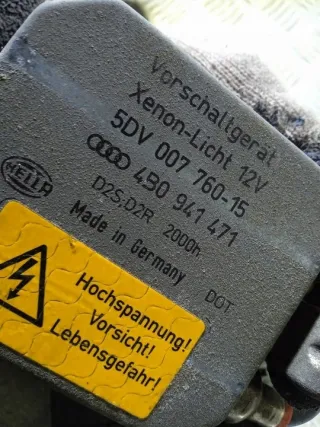 Vorschaltgerät
Xenon-Licht 12V
5DV 007 760-15
4B0 941 471
HELLA
D2S,D2R 2000h
Made in Germany DOT
Hochspannung!
Vorsicht!
Lebensgefahr!